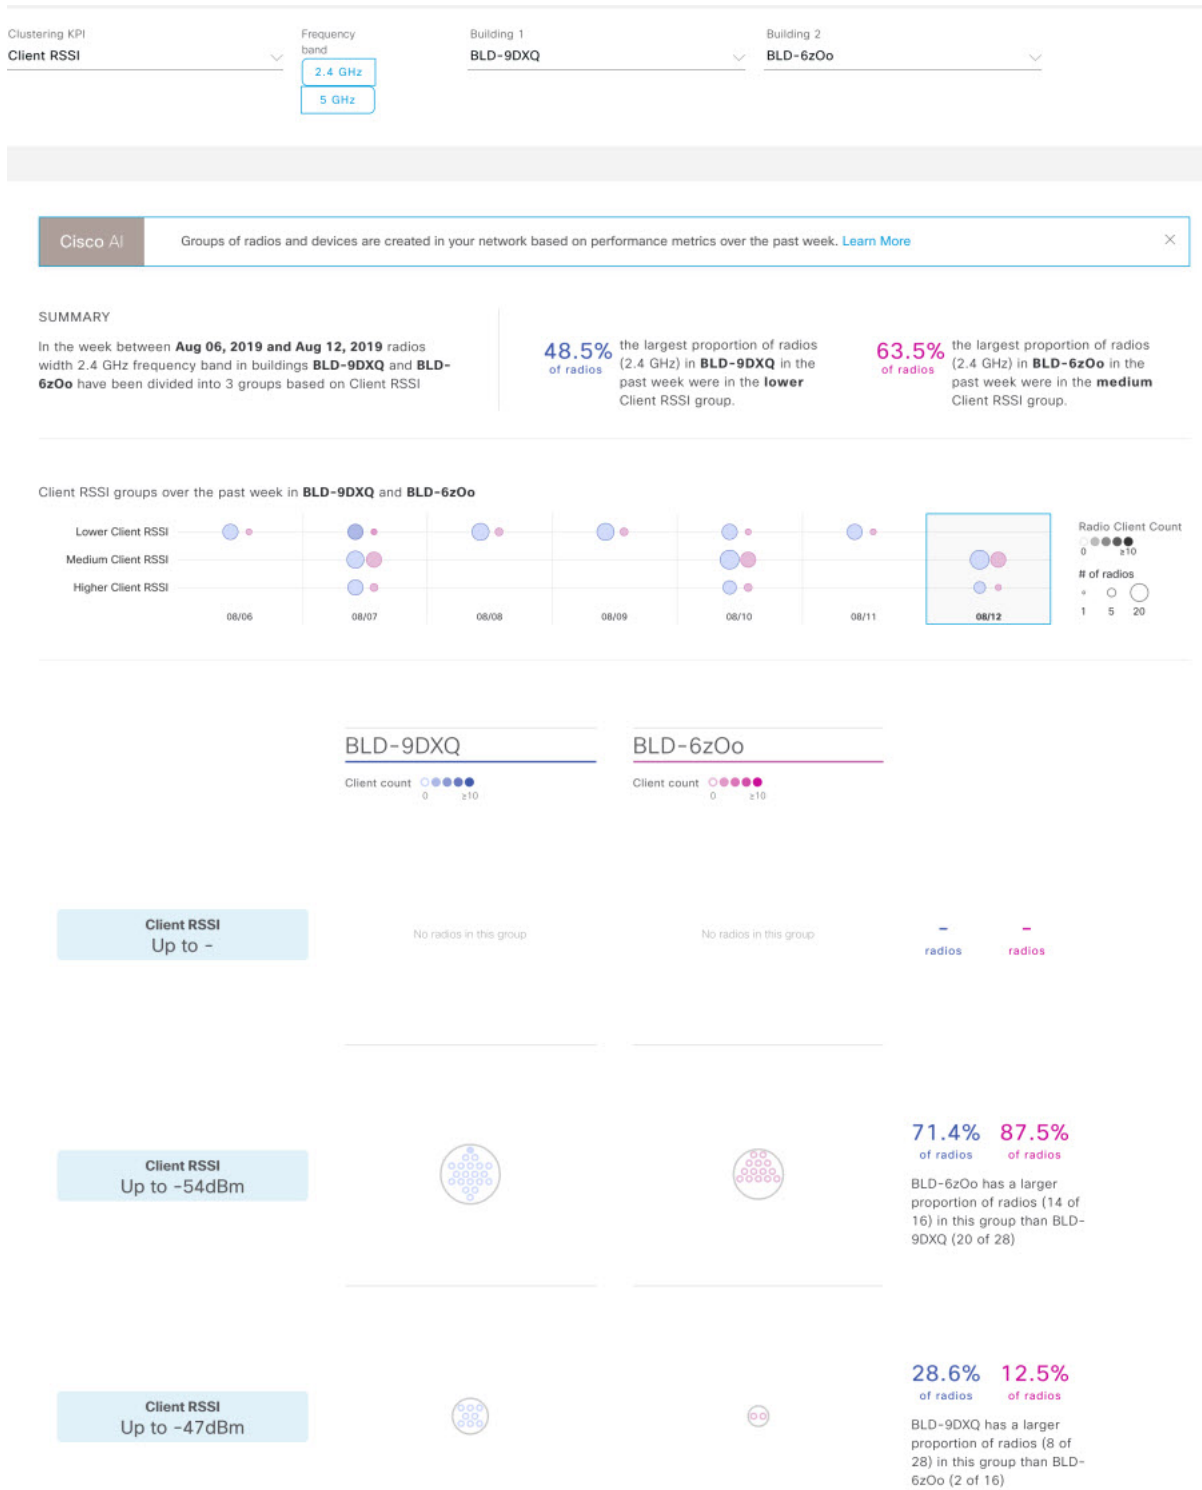 Clustering KPI
Client RSSI
Frequency
band
2.4 GHz
5 GHz
Building 1
BLD-9DXQ
Building 2
BLD-6zOo
Cisco AI
Groups of radios and devices are created in your network based on performance metrics over the past week. Learn More
SUMMARY
In the week between Aug 06, 2019 and Aug 12, 2019 radios
width 2.4 GHz frequency band in buildings BLD-9DXQ and BLD-
6zOo have been divided into 3 groups based on Client RSSI
48.5%
of radios
the largest proportion of radios
(2.4 GHz) in BLD-9DXQ in the
past week were in the lower
Client RSSI group.
63.5%
of radios
the largest proportion of radios
(2.4 GHz) in BLD-6zOo in the
past week were in the medium
Client RSSI group.
Client RSSI groups over the past week in BLD-9DXQ and BLD-6zOo
Lower Client RSSI
Medium Client RSSI
Higher Client RSSI
08/06 08/07 08/08 08/09 08/10 08/11 08/12
Radio Client Count
0 ≥10
# of radios
1 5 20
BLD-9DXQ
Client count
0 ≥10
BLD-6zOo
Client count
0 ≥10
Client RSSI
Up to -
No radios in this group
No radios in this group
- -
radios radios
Client RSSI
Up to -54dBm
71.4% 87.5%
of radios of radios
BLD-6zOo has a larger
proportion of radios (14 of
16) in this group than BLD-
9DXQ (20 of 28)
Client RSSI
Up to -47dBm
28.6% 12.5%
of radios of radios
BLD-9DXQ has a larger
proportion of radios (8 of
28) in this group than BLD-
6zOo (2 of 16)